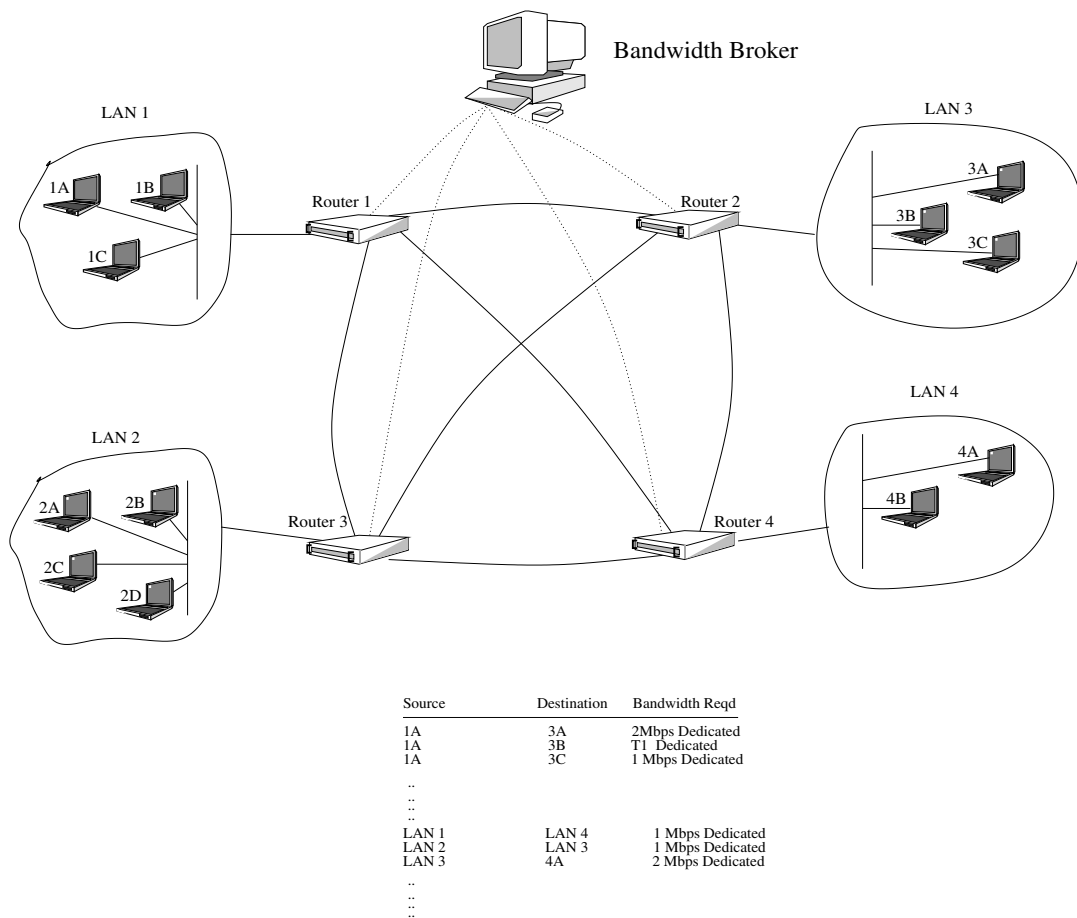 Bandwidth Broker
LAN 1
LAN 3
1A
1B
1C
3A
3B
3C
Router 1
Router 2
LAN 4
LAN 2
4A
4B
2A
2B
2C
2D
Router 3
Router 4
Source Destination Bandwidth Reqd
1A 3A 2Mbps Dedicated
1A 3B T1 Dedicated
1A 3C 1 Mbps Dedicated
..
..
..
..
LAN 1 LAN 4 1 Mbps Dedicated
LAN 2 LAN 3 1 Mbps Dedicated
LAN 3 4A 2 Mbps Dedicated
..
..
..
..